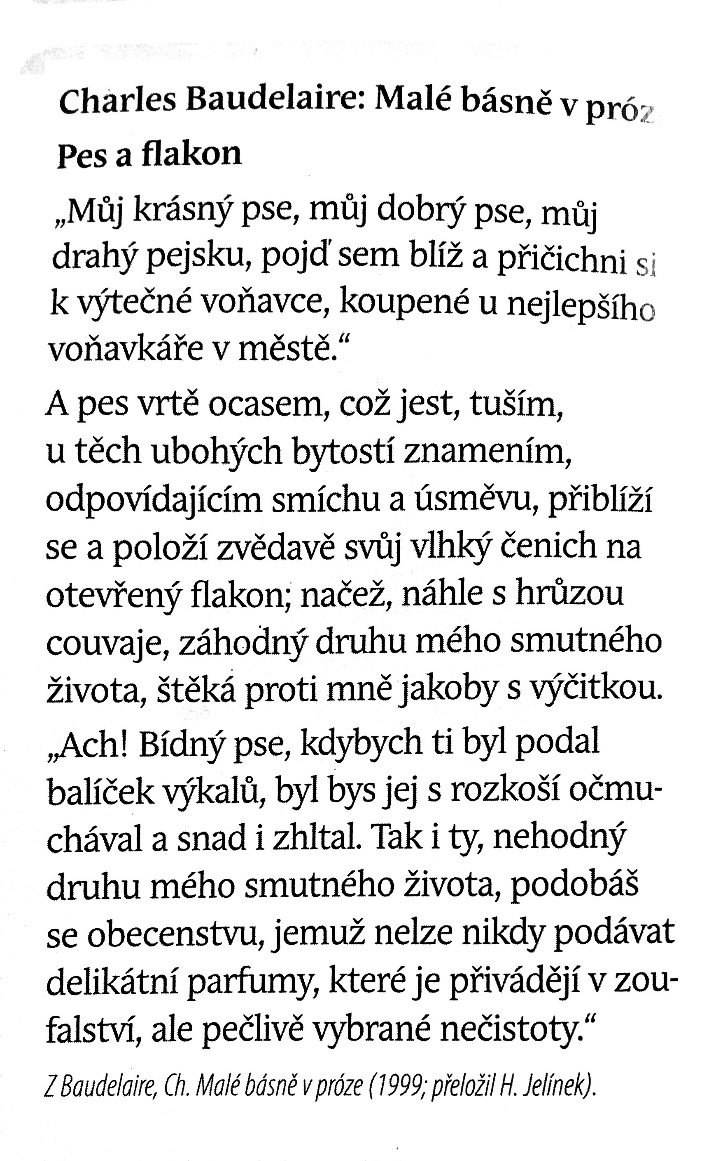 Charles Baudelaire: Malé básně v próz
Pes a flakon
„Můj krásný pse, můj dobrý pse, můj
drahý pejsku, pojď sem blíž a přičichni si
k výtečné voňavce, koupené u nejlepšího
voňavkáře v městě.“
A pes vrtě ocasem, což jest, tuším,
u těch ubohých bytostí znamením,
odpovídajícím smíchu a úsměvu, přiblíží
se a položí zvědavě svůj vlhký čenich na
otevřený flakon; načež, náhle s hrůzou
couvaje, záhodný druhu mého smutného
života, štěká proti mně jakoby s výčitkou.
„Ach! Bídný pse, kdybych ti byl podal
balíček výkalů, byl bys jej s rozkoší očmu-
chával a snad i zhltal. Tak i ty, nehodný
druhu mého smutného života, podobáš
se obecenstvu, jemuž nelze nikdy podávat
delikátní parfumy, které je přivádějí v zou-
falství, ale pečlivě vybrané nečistoty.“
Z Baudelaire, Ch. Malé básně v próze (1999; přeložil H. Jelínek).